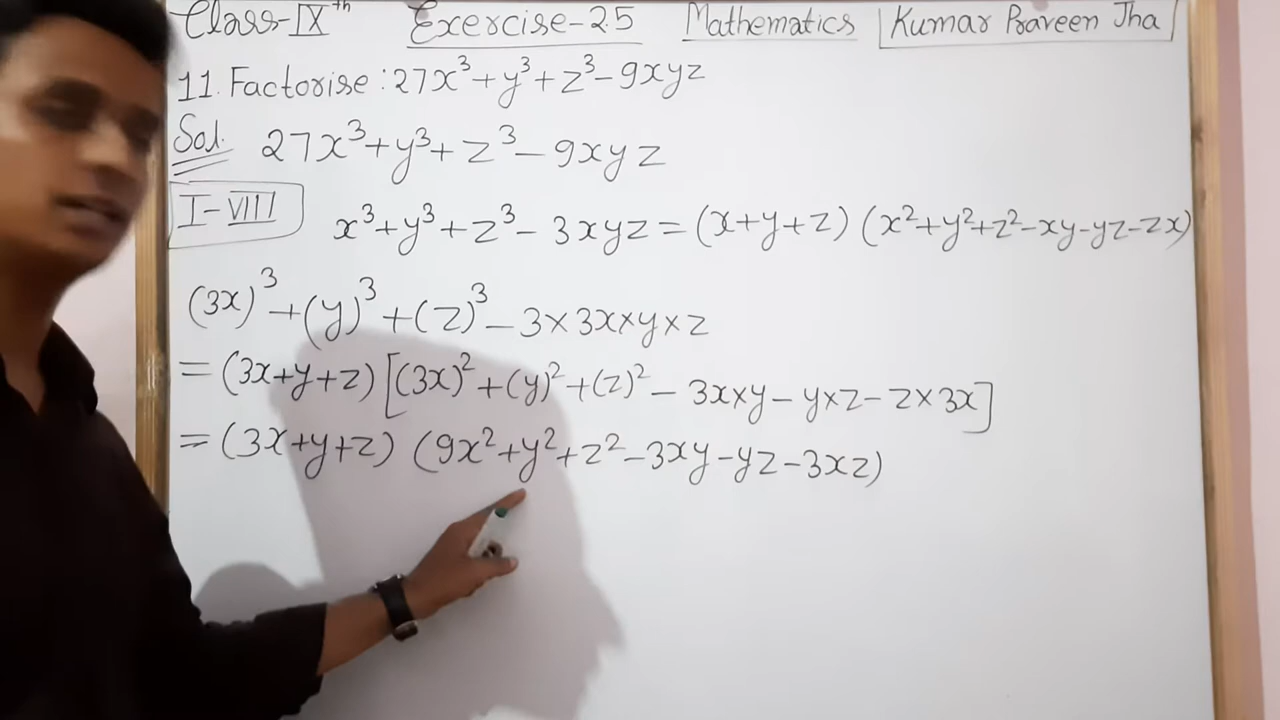 Class-IXth Exercise-2.5 Mathematics Kumar Praveen Jha
11. Factorise : 27x³+y³+z³-9xyz
Sol. 27x³+y³+z³-9xyz
I-VIII x³+y³+z³-3xyz=(x+y+z) (x²+y²+z²-xy-yz-zx)
(3x)³+(y)³+(z)³-3×3x×y×z
=(3x+y+z)[(3x)²+(y)²+(z)²-3x×y-y×z-z×3x]
=(3x+y+z) (9x²+y²+z²-3xy-yz-3xz)